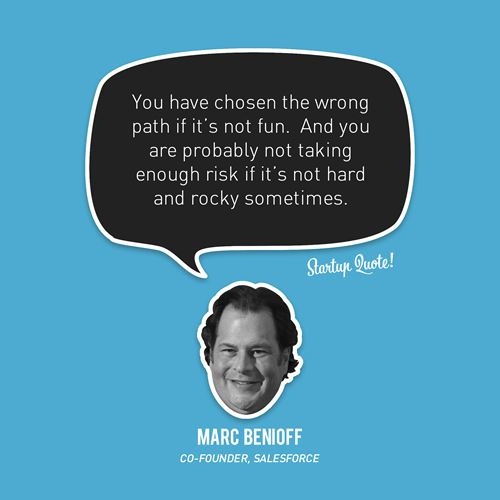 You have chosen the wrong
path if it’s not fun.  And you
are probably not taking
enough risk if it’s not hard
and rocky sometimes.
Startup Quote!
MARC BENIOFF
CO-FOUNDER, SALESFORCE